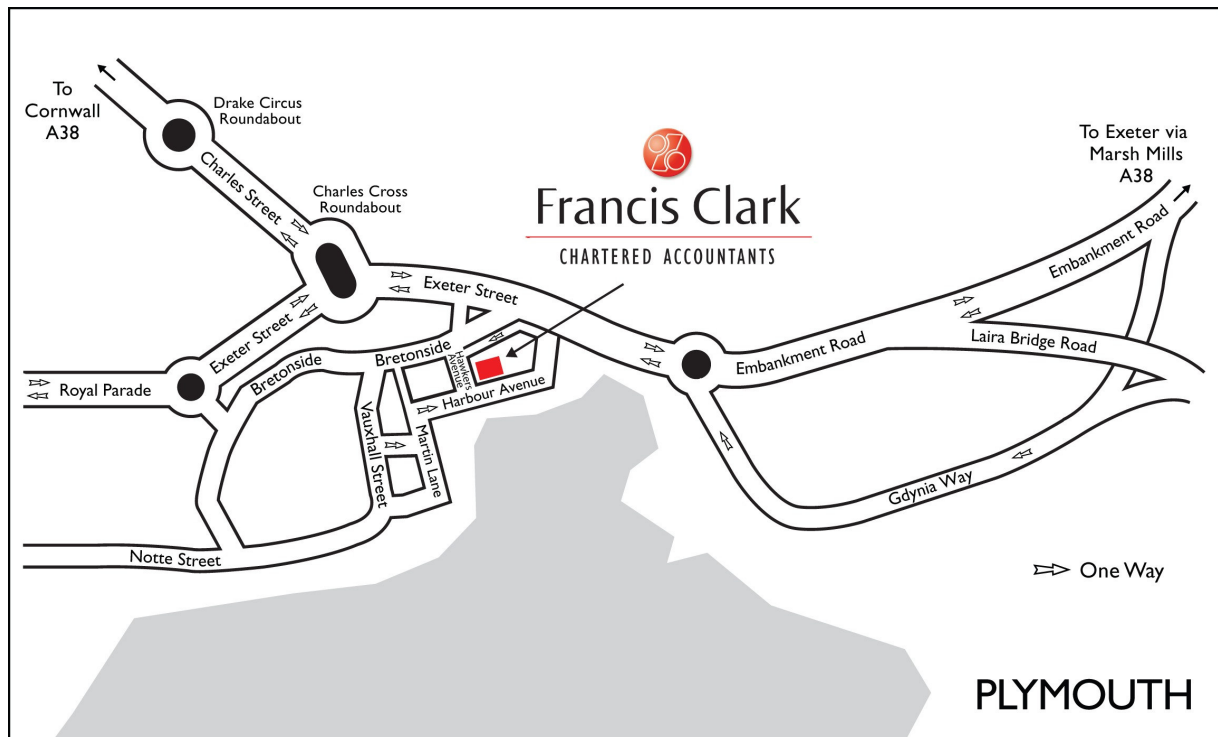 To
Cornwall
A38
Drake Circus
Roundabout
Charles Street
Charles Cross
Roundabout
Francis Clark
CHARTERED ACCOUNTANTS
To Exeter via
Marsh Mills
A38
Embankment Road
Exeter Street
Exeter Street
Bretonside
Bretonside
Hawkers
Avenue
Harbour Avenue
Embankment Road
Laira Bridge Road
Royal Parade
Vauxhall Street
Martin Lane
Gdynia Way
Notte Street
One Way
PLYMOUTH